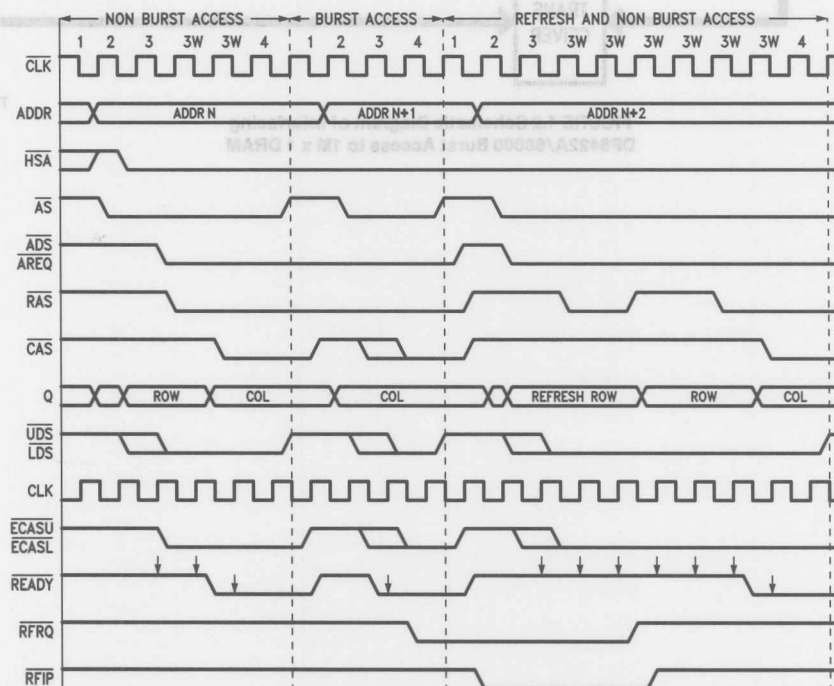 NON BURST ACCESS BURST ACCESS REFRESH AND NON BURST ACCESS
1 2 3 3W 3W 4 1 2 3 4 1 2 3 3W 3W 3W 3W 3W 3W 4
CLK
ADDR ADDR N ADDR N+1 ADDR N+2
HSA
AS
ADS
AREQ
RAS
CAS
Q ROW COL COL REFRESH ROW ROW COL
UDS
LDS
CLK
ECASU
ECASL
READY
RFRQ
RFIP